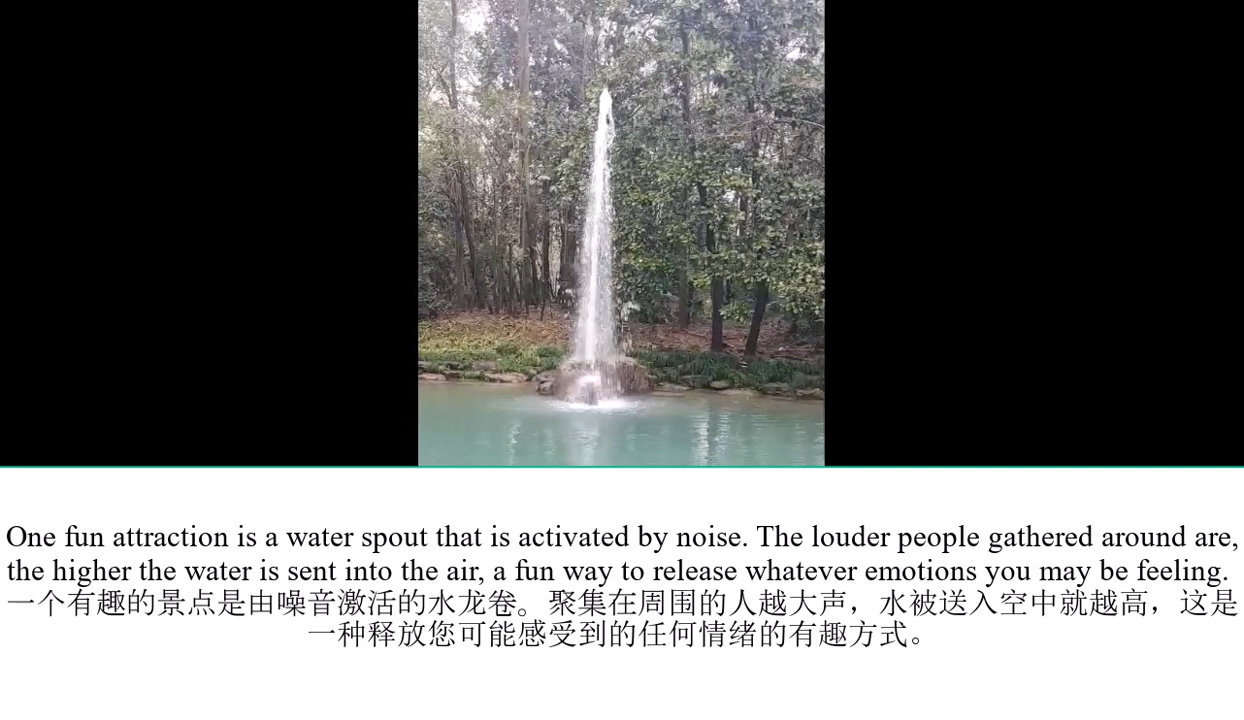 One fun attraction is a water spout that is activated by noise. The louder people gathered around are,
the higher the water is sent into the air, a fun way to release whatever emotions you may be feeling.
一个有趣的景点是由噪音激活的水龙卷。聚集在周围的人越大声，水被送入空中就越高，这是
一种释放您可能感受到的任何情绪的有趣方式。